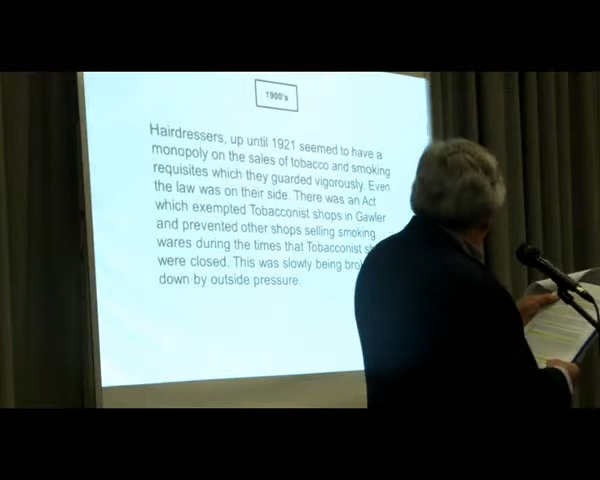 1900's
Hairdressers, up until 1921 seemed to have a
monopoly on the sales of tobacco and smoking
requisites which they guarded vigorously. Even
the law was on their side. There was an Act
which exempted Tobacconist shops in Gawler
and prevented other shops selling smoking
wares during the times that Tobacconist
were closed. This was slowly being
down by outside pressure.